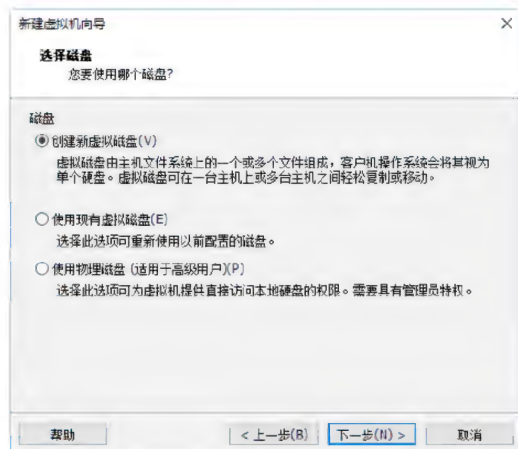 新建虚拟机向导
选择磁盘
您要使用哪个磁盘?
磁盘
创建新虚拟磁盘(V)
虚拟磁盘由主机文件系统上的一个或多个文件组成，客户机操作系统会将其视为
单个硬盘。虚拟磁盘可在一台主机上或多台主机之间轻松复制或移动。
使用现有虚拟磁盘(E)
选择此选项可重新使用以前配置的磁盘。
使用物理磁盘 (适用于高级用户)(P)
选择此选项可为虚拟机提供直接访问本地硬盘的权限。需要具有管理员特权。
帮助 < 上一步(B) 下一步(N) > 取消